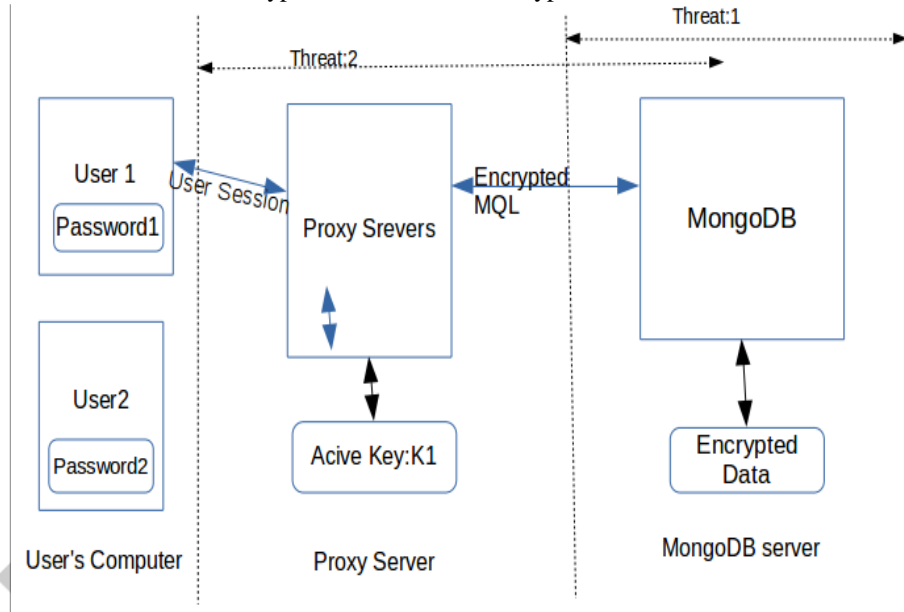 Threat:1
Threat:2
User 1
Password1
User Session
Proxy Srevers
Encrypted
MQL
MongoDB
User2
Password2
Acive Key:K1
Encrypted
Data
User's Computer
Proxy Server
MongoDB server